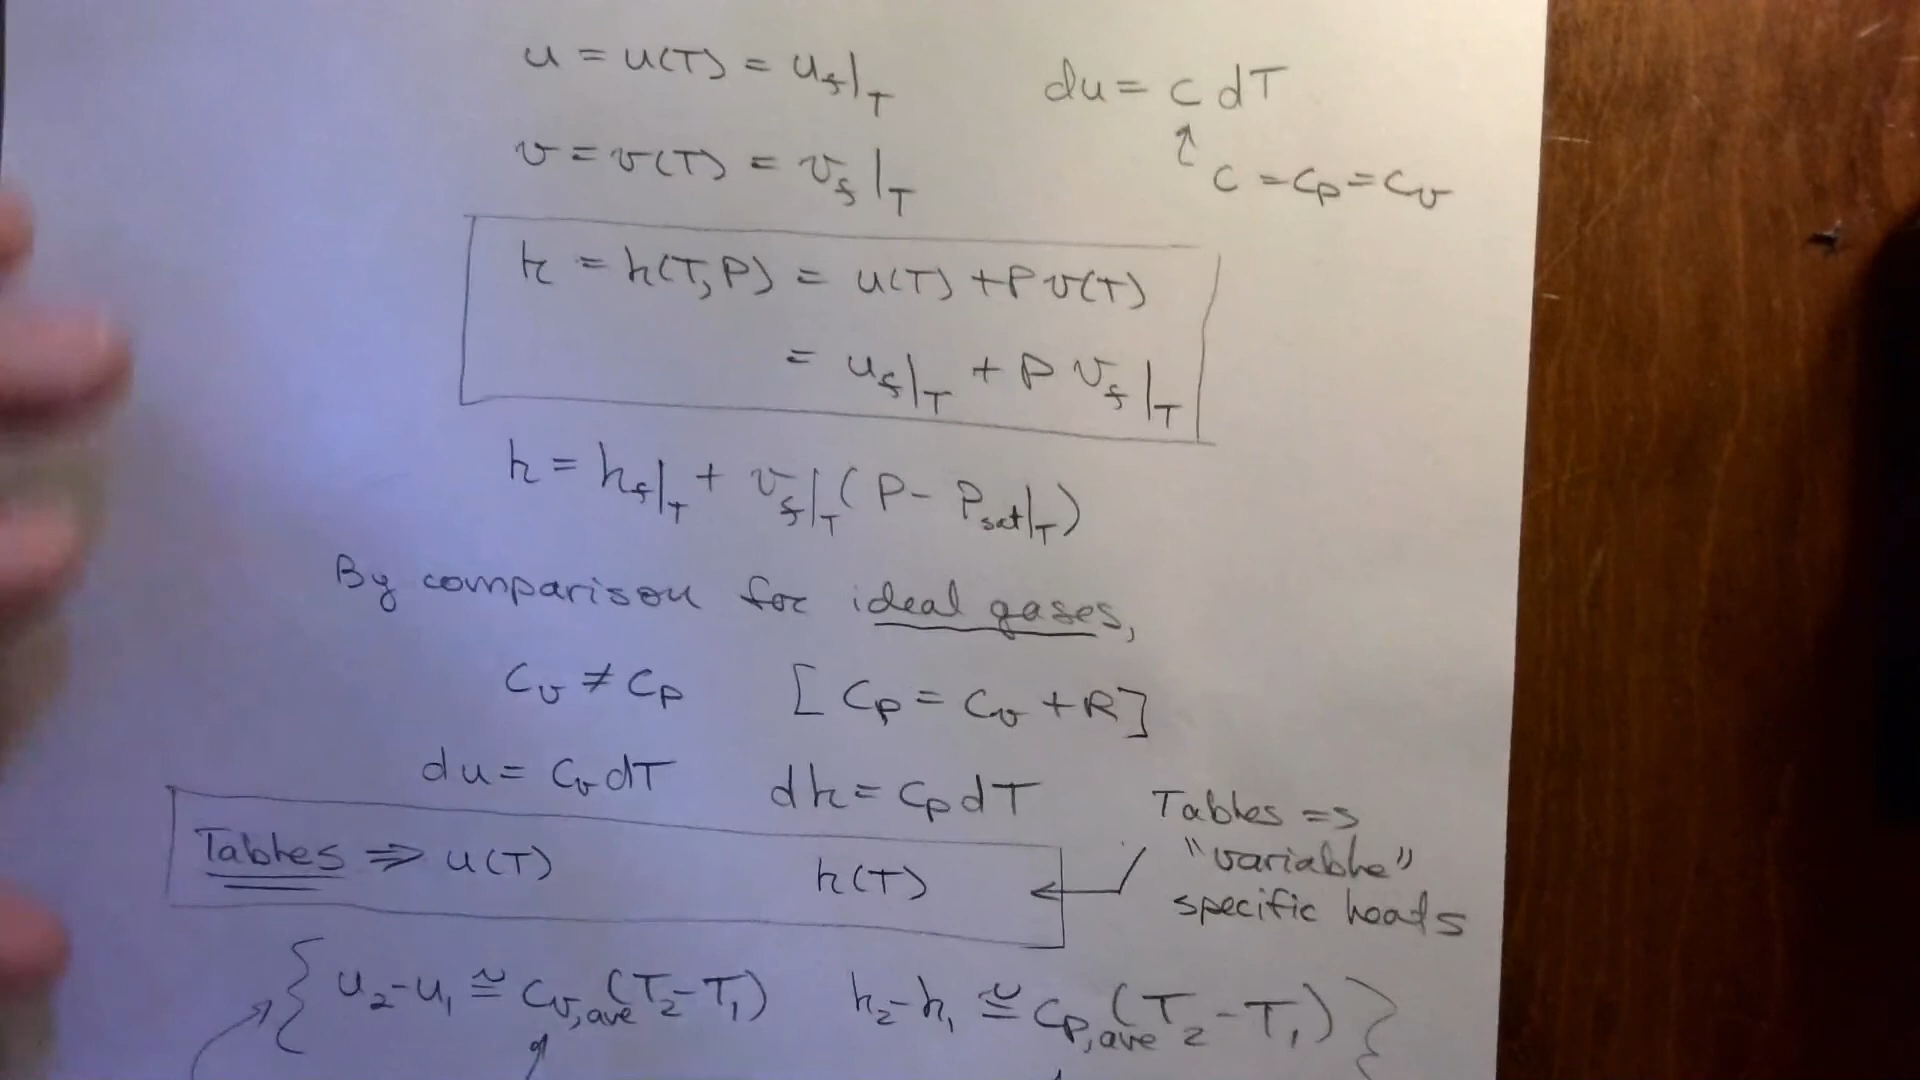 u = u(T) = u_f|_T    du = c dT
↑ c = c_p = c_v
v = v(T) = v_f|_T
h = h(T,P) = u(T) + P v(T)
= u_f|_T + P v_f|_T
h = h_f|_T + v_f|_T (P - P_sat|_T)
By comparison for ideal gases,
c_v ≠ c_p    [c_p = c_v + R]
du = c_v dT    dh = c_p dT
Tables ⇒ u(T)    h(T)
Tables =>
"variable"
specific heats
{ u_2 - u_1 ≅ c_v,ave (T_2 - T_1)    h_2 - h_1 ≅ c_p,ave (T_2 - T_1) }